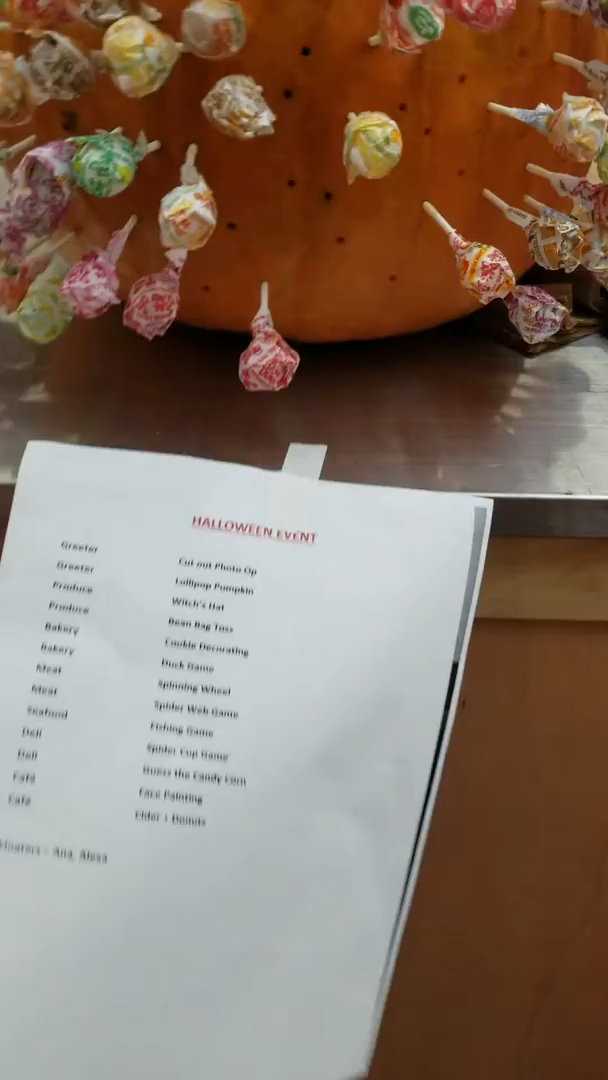 HALLOWEEN EVENT
Greeter Cut out Photo Op
Greeter Lollipop Pumpkin
Produce Witch's Hat
Produce Bean Bag Toss
Bakery Cookie Decorating
Bakery Duck Game
Meat Spinning Wheel
Meat Spider Web Game
Seafood Fishing Game
Deli Spider Cup Game
Deli Guess the Candy Corn
Café Face Painting
Café Cider & Donuts
Floaters – Ana, Alexa